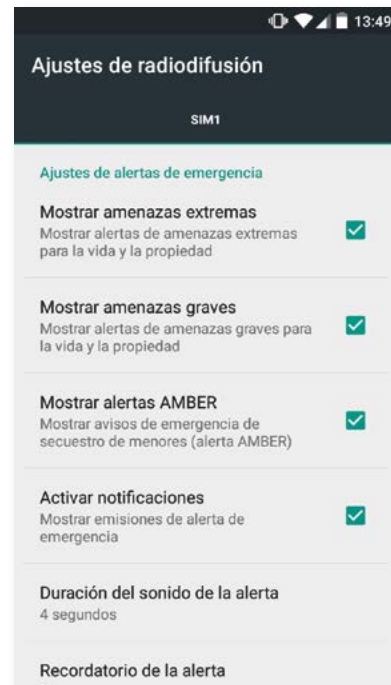 13:49
Ajustes de radiodifusión
SIM1
Ajustes de alertas de emergencia
Mostrar amenazas extremas
Mostrar alertas de amenazas extremas
para la vida y la propiedad
Mostrar amenazas graves
Mostrar alertas de amenazas graves para
la vida y la propiedad
Mostrar alertas AMBER
Mostrar avisos de emergencia de
secuestro de menores (alerta AMBER)
Activar notificaciones
Mostrar emisiones de alerta de
emergencia
Duración del sonido de la alerta
4 segundos
Recordatorio de la alerta